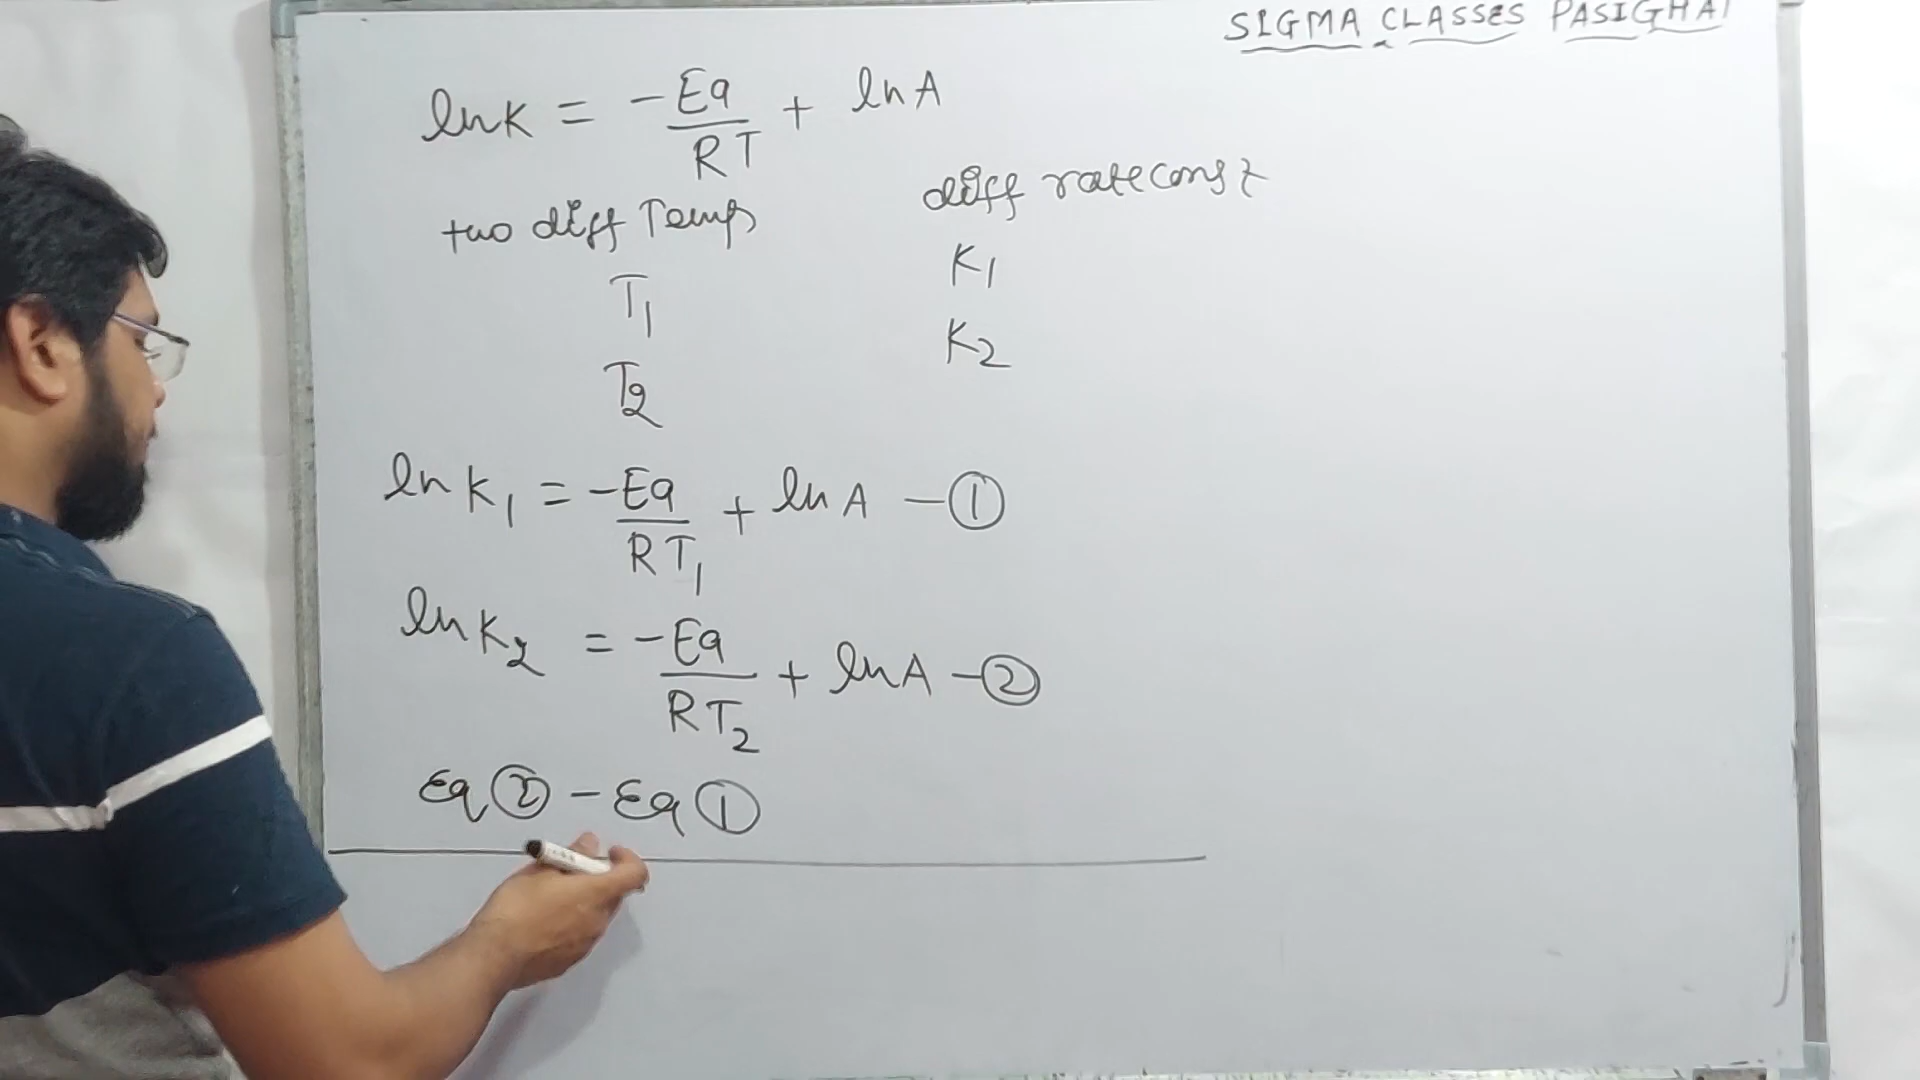 SIGMA CLASSES PASIGHAT
ln K = -Ea/RT + ln A
two diff Temp diff rate const
T1 K1
T2 K2
ln K1 = -Ea/RT1 + ln A - ①
ln K2 = -Ea/RT2 + ln A - ②
Eq ② - Eq ①